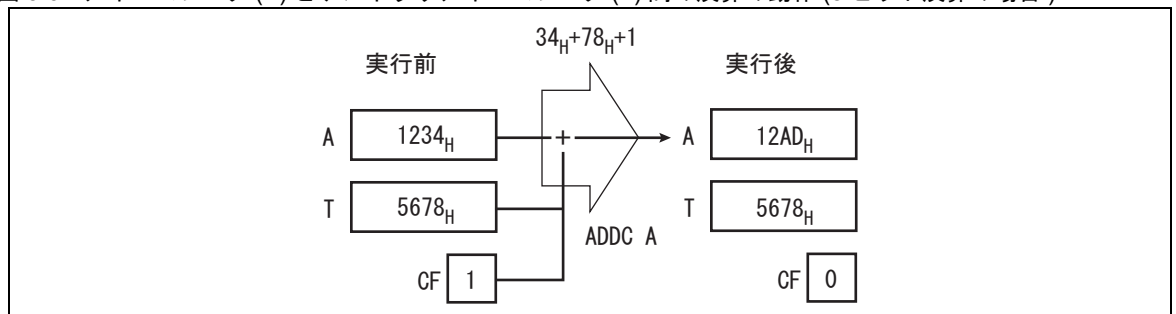 34H+78H+1
実行前
実行後
A 1234H + A 12ADH
T 5678H T 5678H
ADDC A
CF 1 CF 0